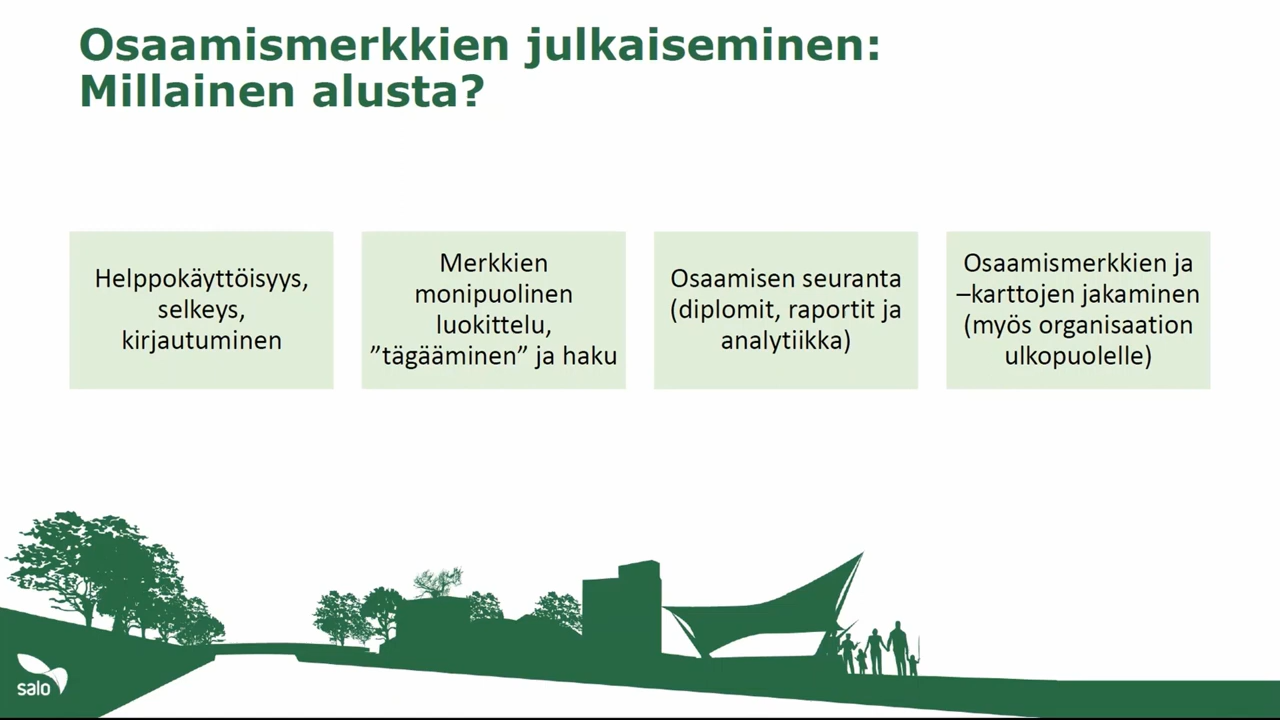 Osaamismerkkien julkaiseminen:
Millainen alusta?
Helppokäyttöisyys,
selkeys,
kirjautuminen
Merkkien
monipuolinen
luokittelu,
”tägääminen” ja haku
Osaamisen seuranta
(diplomit, raportit ja
analytiikka)
Osaamismerkkien ja
–karttojen jakaminen
(myös organisaation
ulkopuolelle)
salo